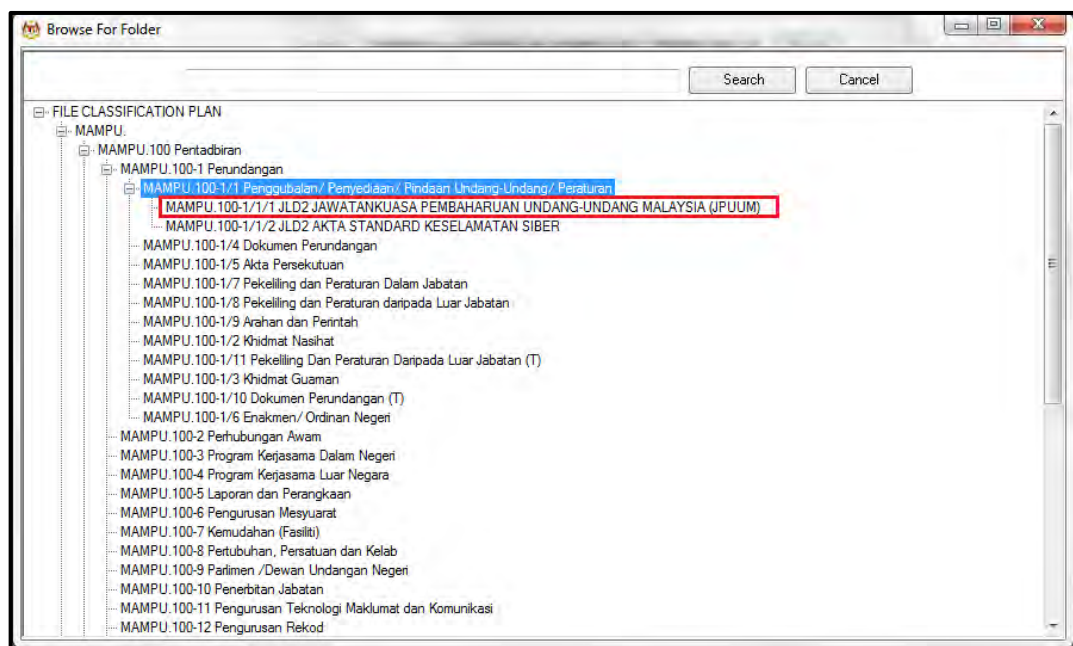 Browse For Folder
Search Cancel
FILE CLASSIFICATION PLAN
MAMPU.
MAMPU.100 Pentadbiran
MAMPU.100-1 Perundangan
MAMPU.100-1/1 Penggubalan/ Penyediaan/ Pindaan Undang-Undang/ Peraturan
MAMPU.100-1/1/1 JLD2 JAWATANKUASA PEMBAHARUAN UNDANG-UNDANG MALAYSIA (JPUUM)
MAMPU.100-1/1/2 JLD2 AKTA STANDARD KESELAMATAN SIBER
MAMPU.100-1/4 Dokumen Perundangan
MAMPU.100-1/5 Akta Persekutuan
MAMPU.100-1/7 Pekeliling dan Peraturan Dalam Jabatan
MAMPU.100-1/8 Pekeliling dan Peraturan daripada Luar Jabatan
MAMPU.100-1/9 Arahan dan Perintah
MAMPU.100-1/2 Khidmat Nasihat
MAMPU.100-1/11 Pekeliling Dan Peraturan Daripada Luar Jabatan (T)
MAMPU.100-1/3 Khidmat Guaman
MAMPU.100-1/10 Dokumen Perundangan (T)
MAMPU.100-1/6 Enakmen/ Ordinan Negeri
MAMPU.100-2 Perhubungan Awam
MAMPU.100-3 Program Kerjasama Dalam Negeri
MAMPU.100-4 Program Kerjasama Luar Negara
MAMPU.100-5 Laporan dan Perangkaan
MAMPU.100-6 Pengurusan Mesyuarat
MAMPU.100-7 Kemudahan (Fasiliti)
MAMPU.100-8 Pertubuhan, Persatuan dan Kelab
MAMPU.100-9 Parlimen /Dewan Undangan Negeri
MAMPU.100-10 Penerbitan Jabatan
MAMPU.100-11 Pengurusan Teknologi Maklumat dan Komunikasi
MAMPU.100-12 Pengurusan Rekod